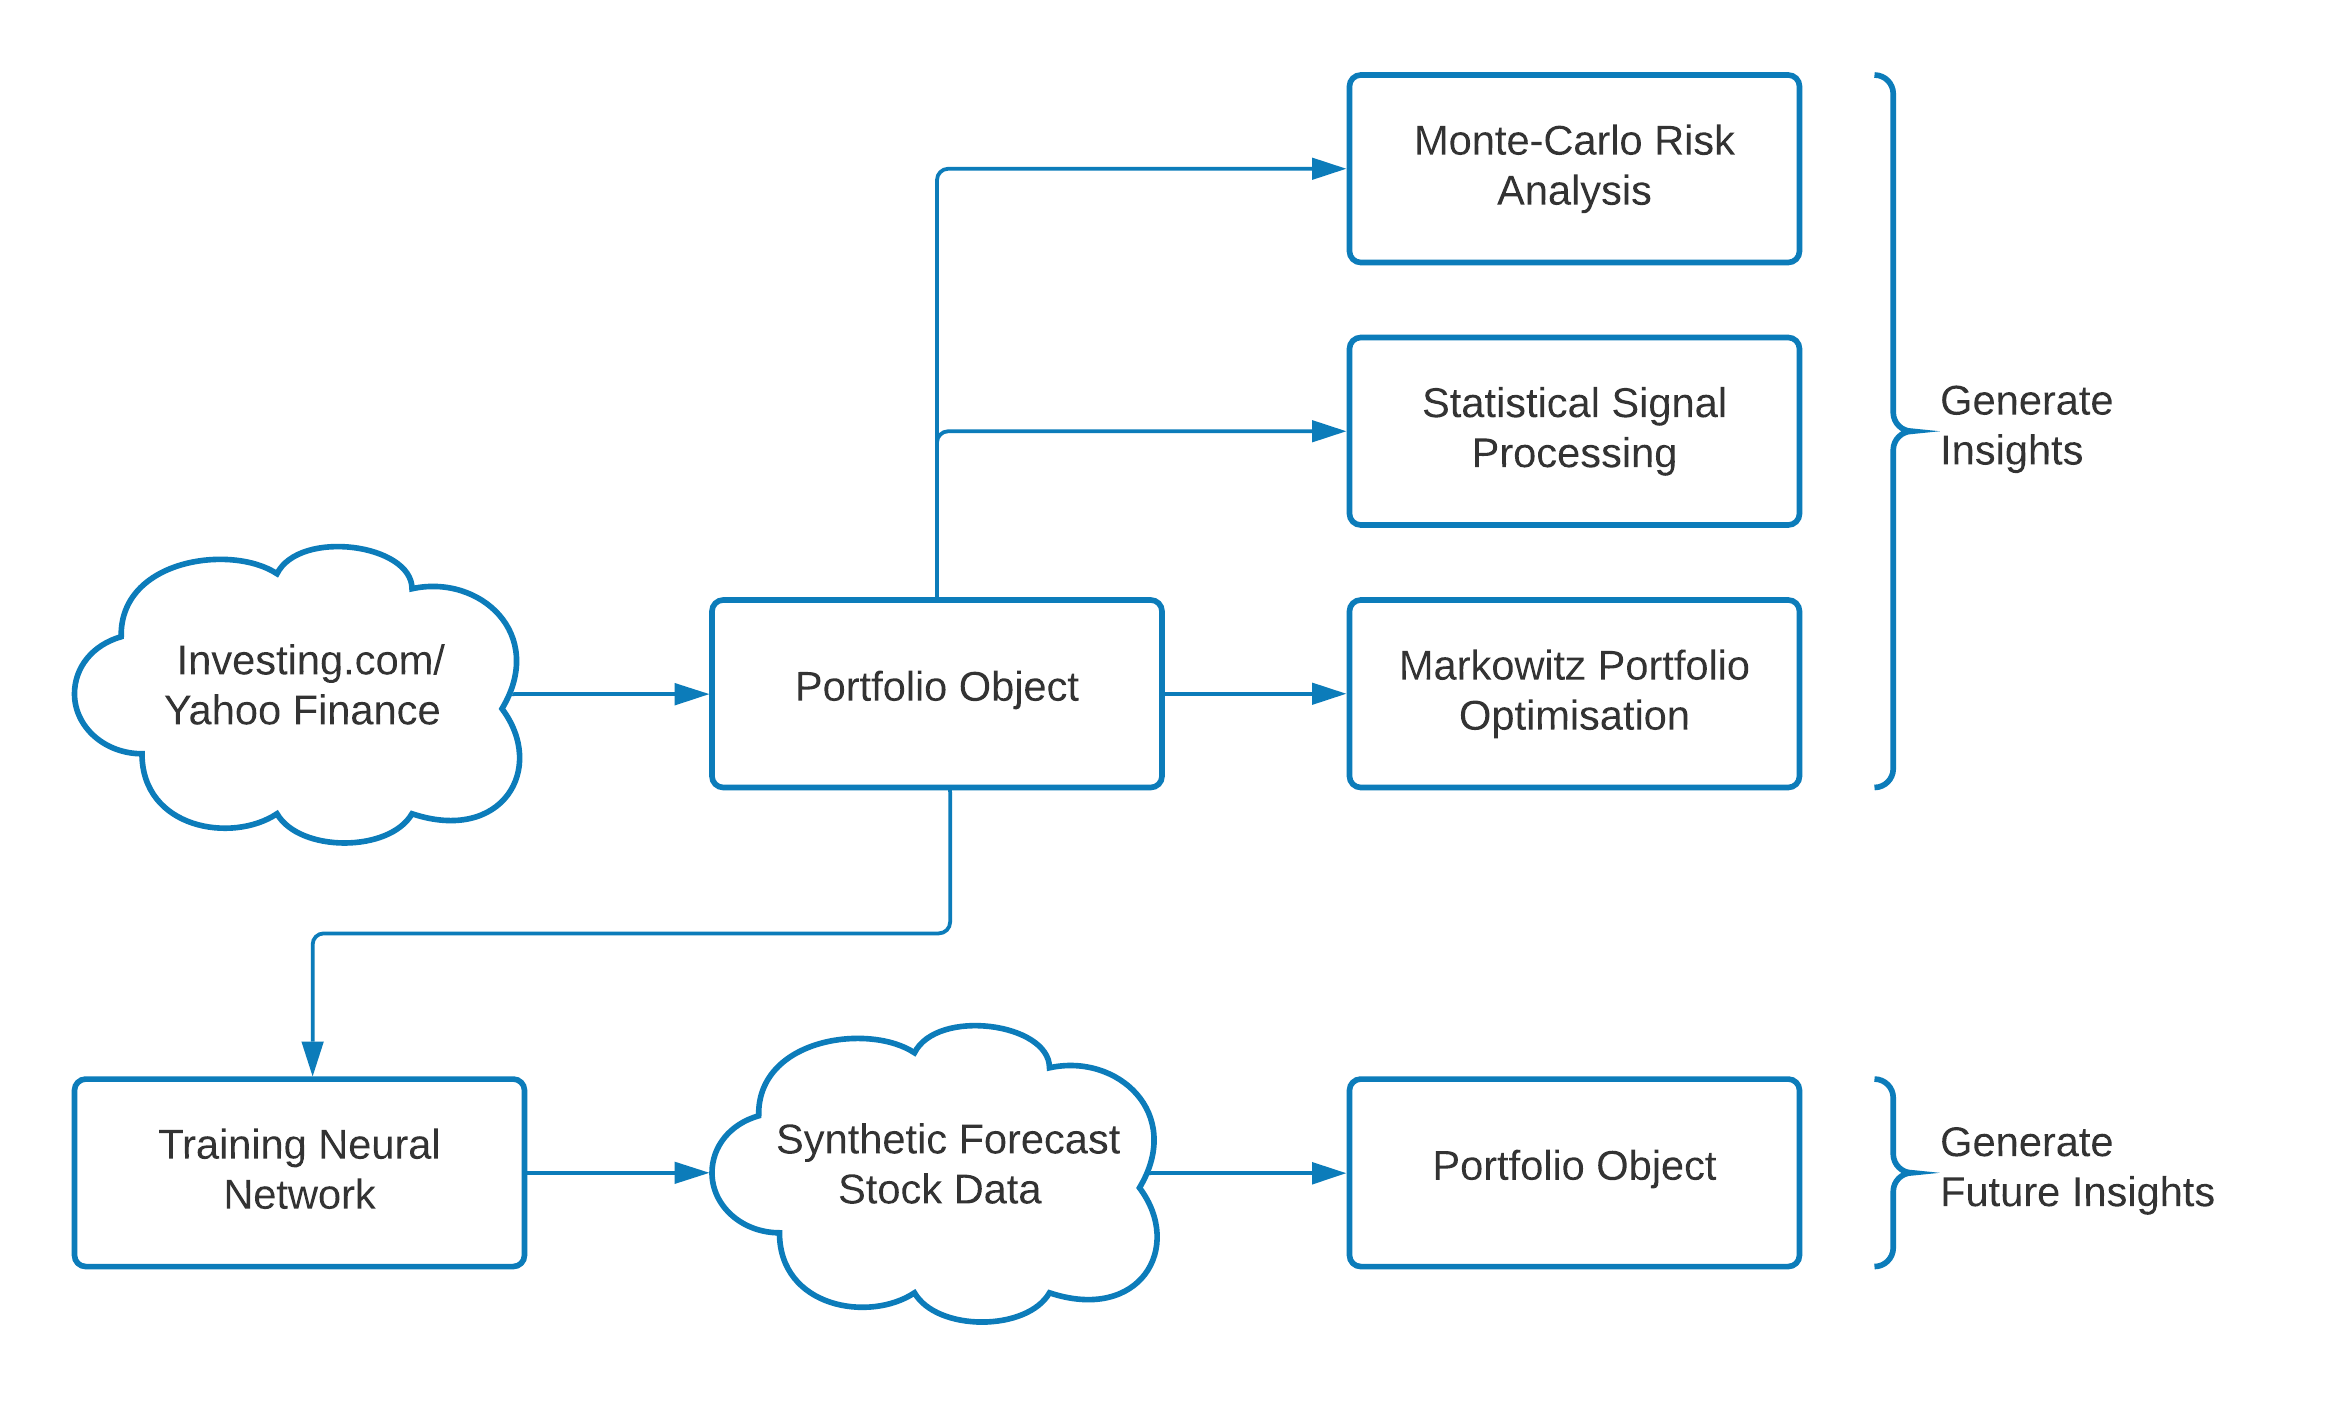 Monte-Carlo Risk
Analysis
Statistical Signal
Processing
Generate
Insights
Investing.com/
Yahoo Finance
Portfolio Object
Markowitz Portfolio
Optimisation
Training Neural
Network
Synthetic Forecast
Stock Data
Portfolio Object
Generate
Future Insights